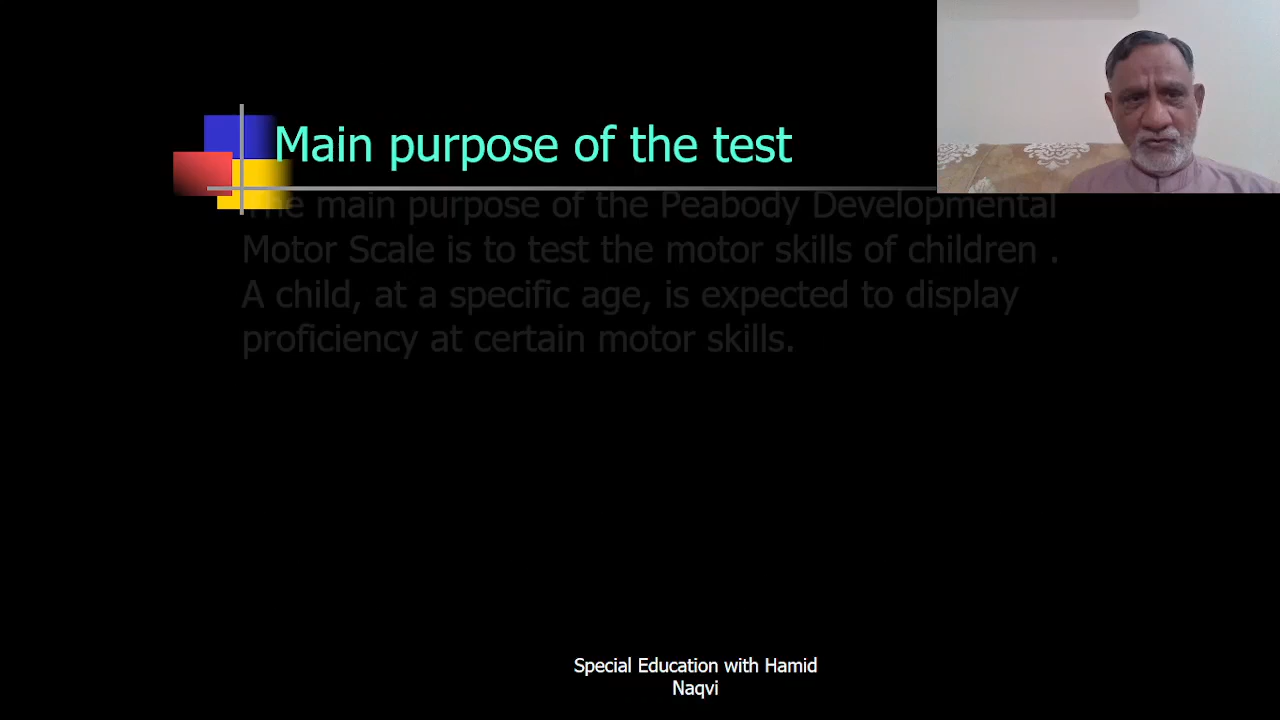 Main purpose of the test
The main purpose of the Peabody Developmental
Motor Scale is to test the motor skills of children .
A child, at a specific age, is expected to display
proficiency at certain motor skills.
Special Education with Hamid
Naqvi